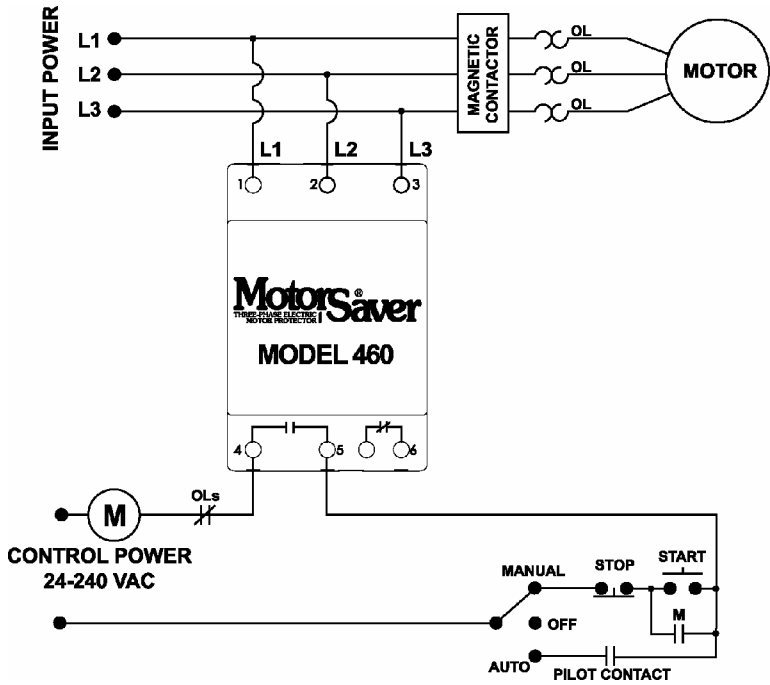 INPUT POWER
L1
L2
L3
MAGNETIC
CONTACTOR
OL
OL
OL
MOTOR
L1
L2
L3
1
2
3
MotorSaver®
THREE-PHASE ELECTRIC
MOTOR PROTECTOR
MODEL 460
4
5
6
OLs
M
CONTROL POWER
24-240 VAC
MANUAL
STOP
START
M
OFF
AUTO
PILOT CONTACT